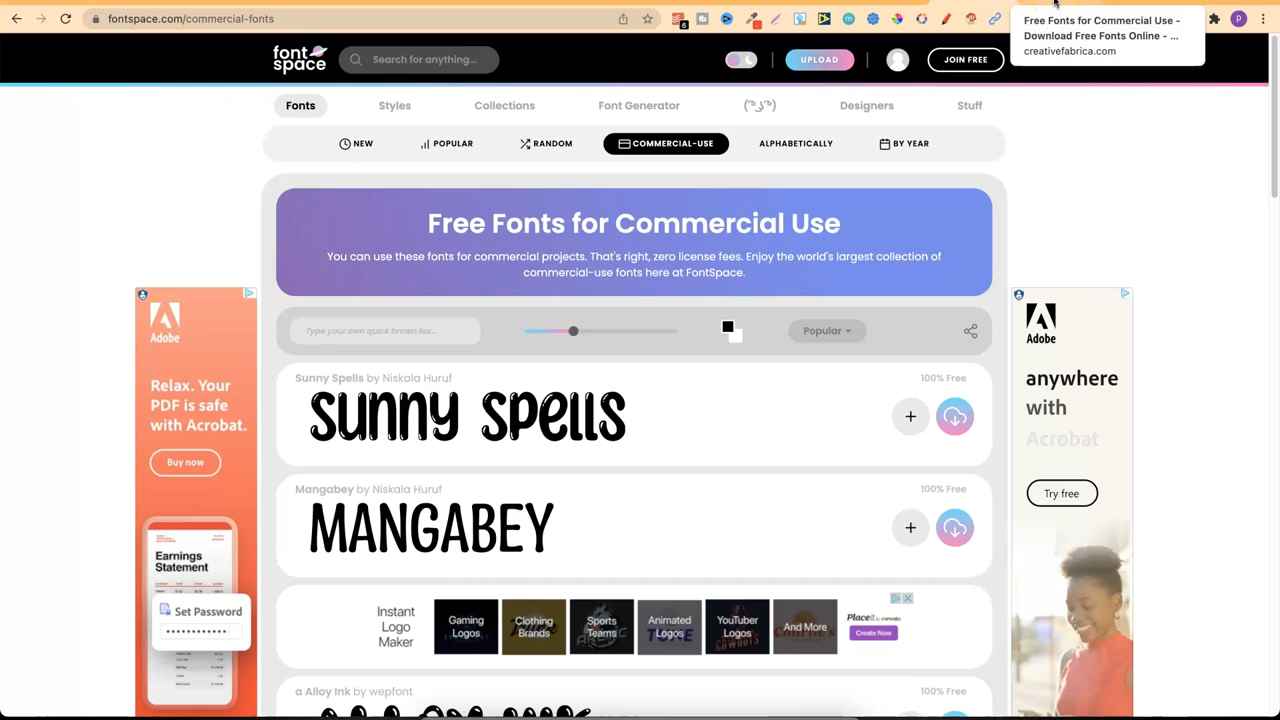 fontspace.com/commercial-fonts
Free Fonts for Commercial Use -
Download Free Fonts Online - ...
creativefabrica.com
6
p
font
space
Search for anything...
UPLOAD
JOIN FREE
Fonts
Styles
Collections
Font Generator
( ͡° ͜ʖ ͡°)
Designers
Stuff
NEW
POPULAR
RANDOM
COMMERCIAL-USE
ALPHABETICALLY
BY YEAR
Free Fonts for Commercial Use
You can use these fonts for commercial projects. That's right, zero license fees. Enjoy the world's largest collection of
commercial-use fonts here at FontSpace.
Type your own quick brown fox...
Popular
Sunny Spells by Niskala Huruf
100% Free
sunny spells
Mangabey by Niskala Huruf
100% Free
MANGABEY
Instant
Logo
Maker
Gaming
Logos
Clothing
Brands
Sports
Teams
Animated
Logos
YouTuber
Logos
And More
Placeit by envato
Create Now
a Alloy Ink by wepfont
100% Free
Adobe
Relax. Your
PDF is safe
with Acrobat.
Buy now
Earnings
Statement
Set Password
Adobe
anywhere
with
Acrobat
Try free